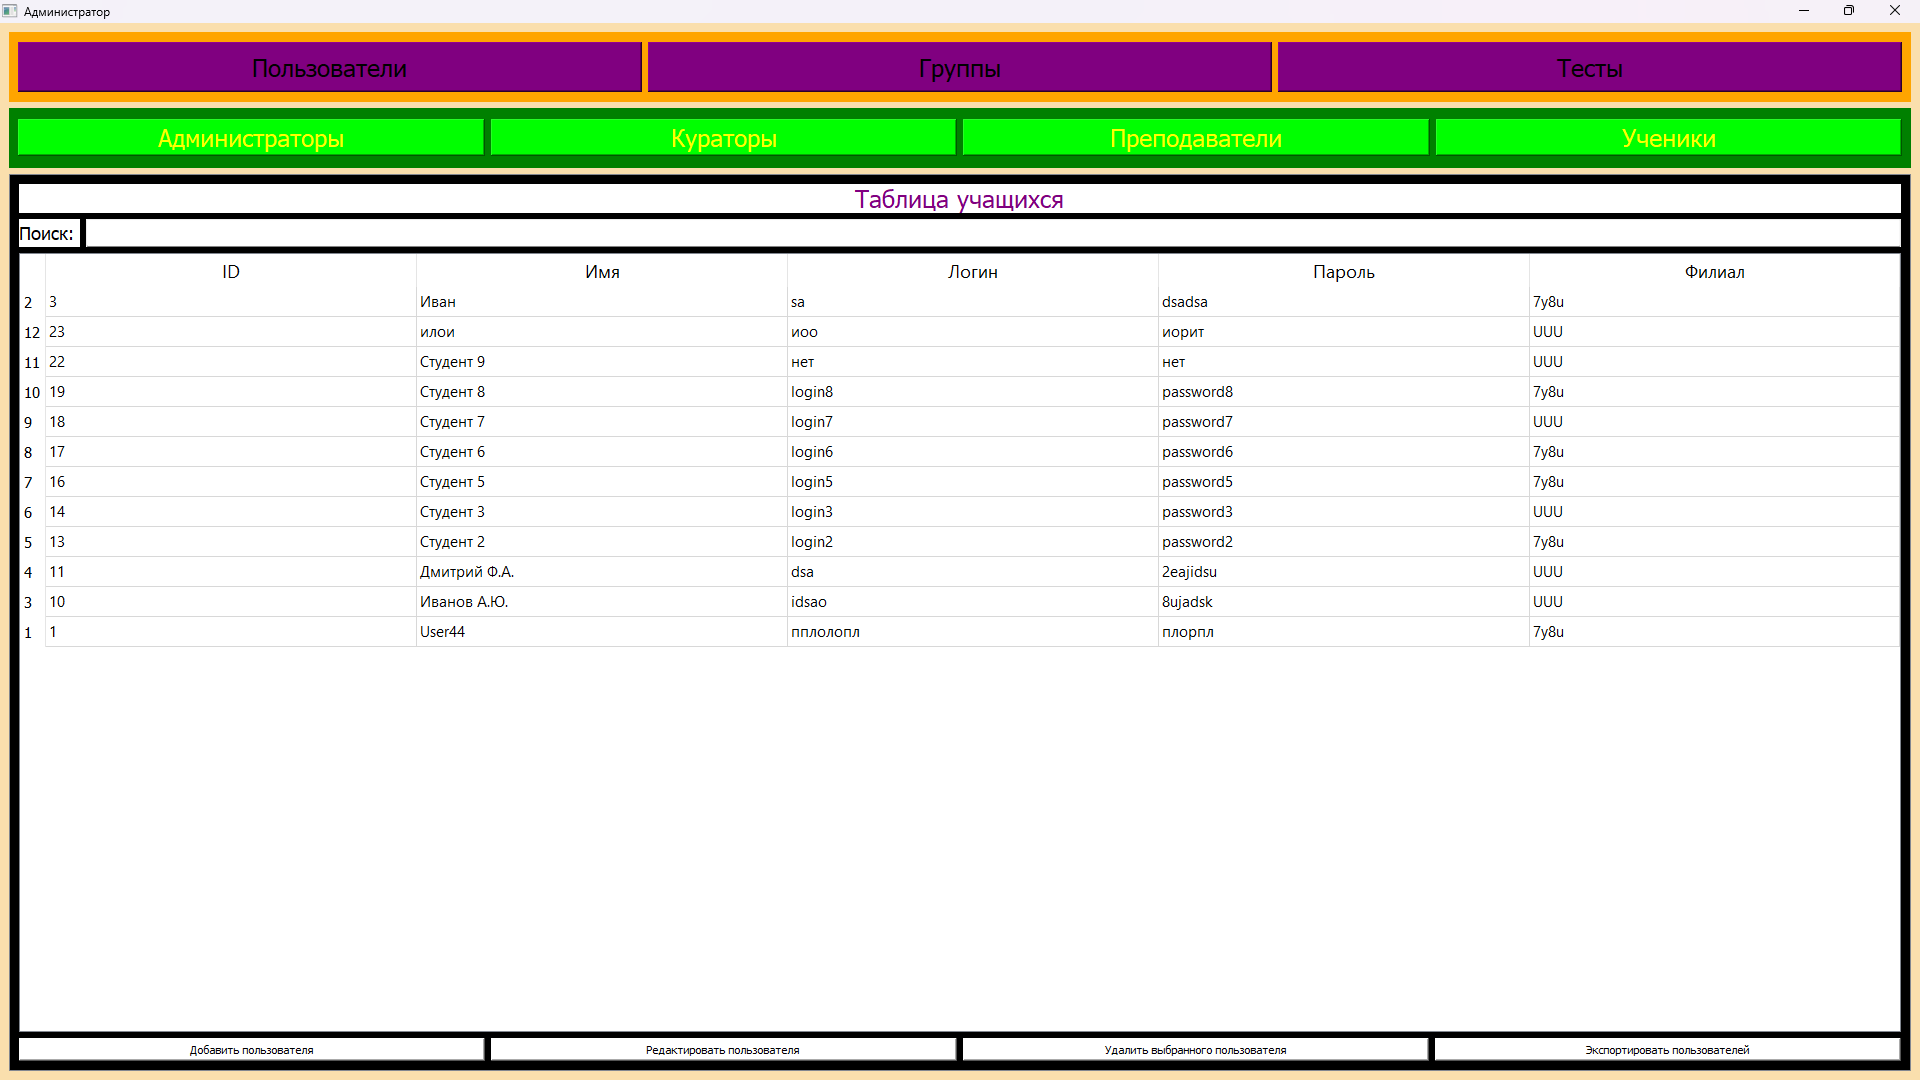 Администратор
Пользователи Группы Тесты
Администраторы Кураторы Преподаватели Ученики
Таблица учащихся
Поиск:
ID Имя Логин Пароль Филиал
2 3 Иван sa dsadsa 7y8u
12 23 илои иоо иорит UUU
11 22 Студент 9 нет нет UUU
10 19 Студент 8 login8 password8 7y8u
9 18 Студент 7 login7 password7 UUU
8 17 Студент 6 login6 password6 7y8u
7 16 Студент 5 login5 password5 7y8u
6 14 Студент 3 login3 password3 UUU
5 13 Студент 2 login2 password2 7y8u
4 11 Дмитрий Ф.А. dsa 2eajidsu UUU
3 10 Иванов А.Ю. idsao 8ujadsk UUU
1 1 User44 пплолопл плорпл 7y8u
Добавить пользователя Редактировать пользователя Удалить выбранного пользователя Экспортировать пользователей